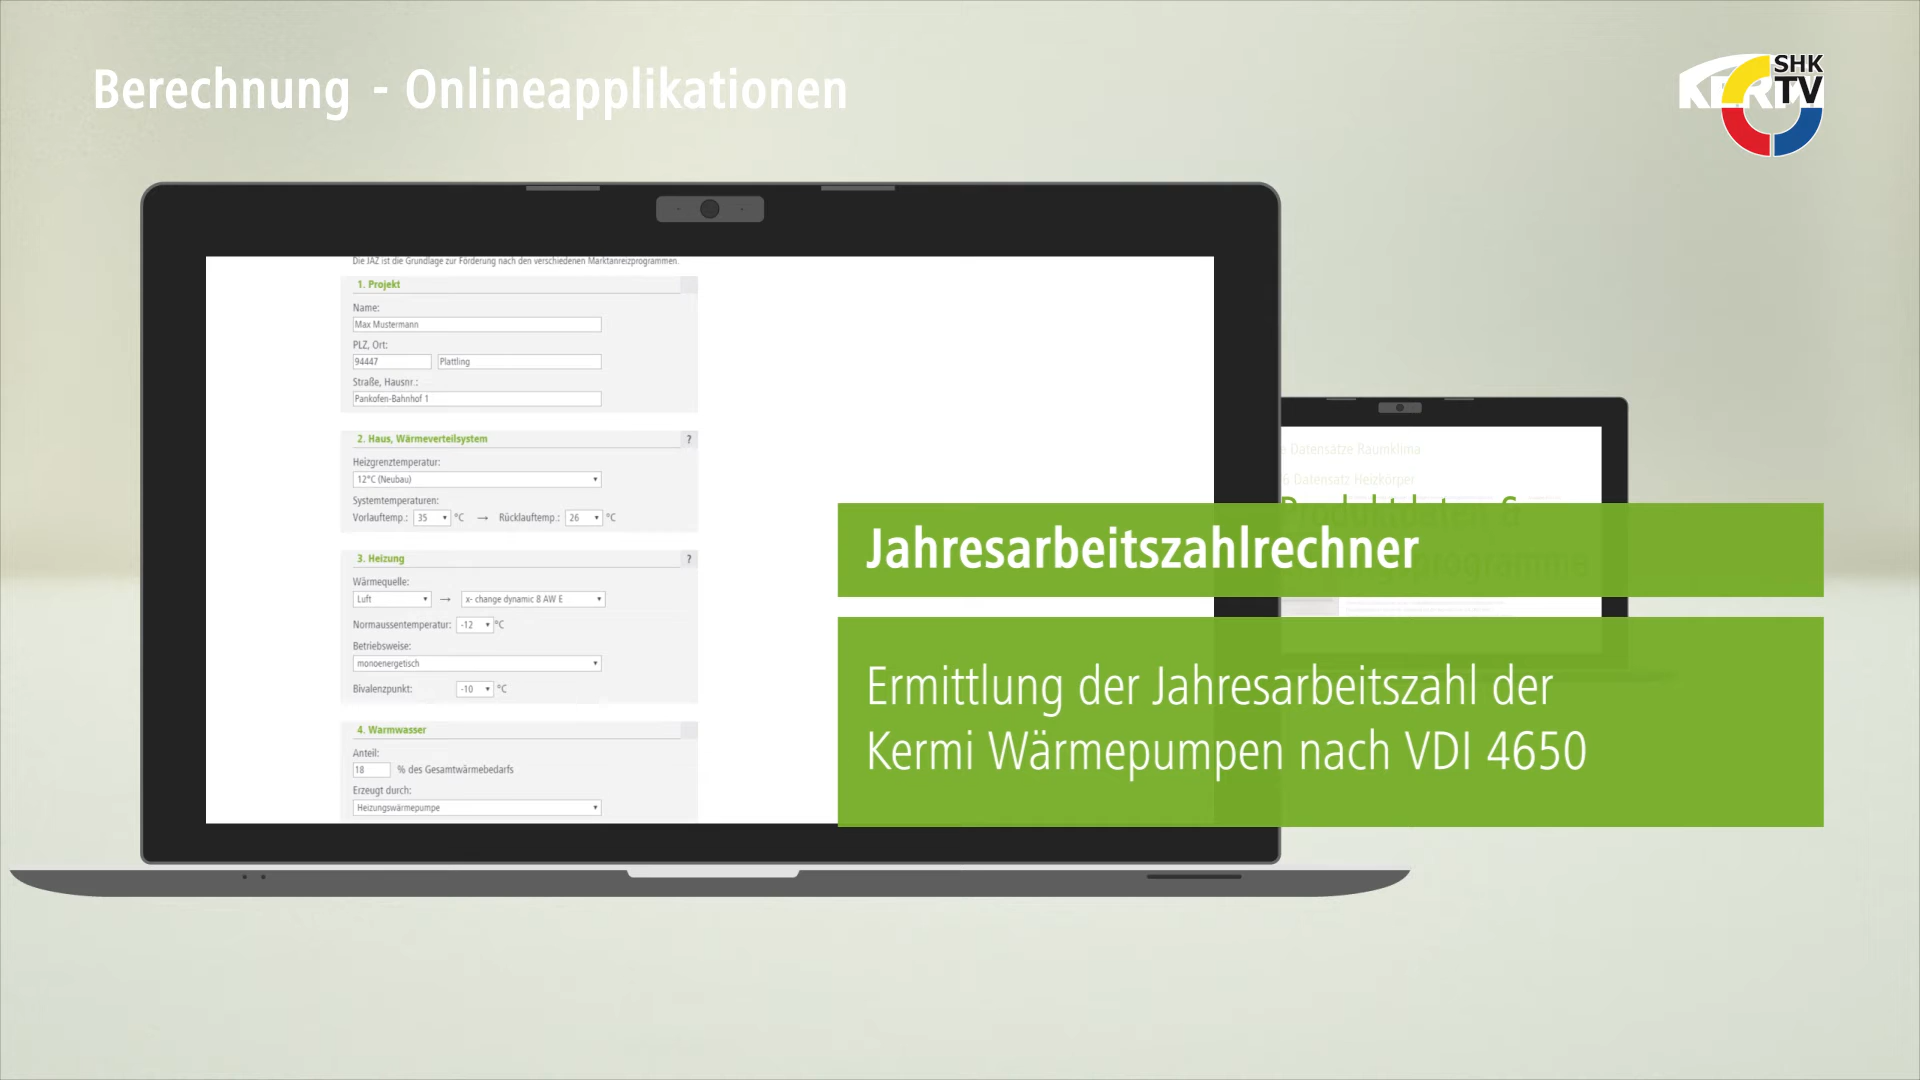 Berechnung - Onlineapplikationen
SHK
TV
Die JAZ ist die Grundlage zur Förderung nach den verschiedenen Marktanreizprogrammen.
1. Projekt
Name:
Max Mustermann
PLZ, Ort:
94447 Plattling
Straße, Hausnr.:
Pankofen-Bahnhof 1
2. Haus, Wärmeverteilsystem ?
Heizgrenztemperatur:
12°C (Neubau)
Systemtemperaturen:
Vorlauftemp.: 35 °C → Rücklauftemp.: 26 °C
3. Heizung ?
Wärmequelle:
Luft → x- change dynamic 8 AW E
Normaussentemperatur: -12 °C
Betriebsweise:
monoenergetisch
Bivalenzpunkt: -10 °C
4. Warmwasser
Anteil:
18 % des Gesamtwärmebedarfs
Erzeugt durch:
Heizungswärmepumpe
Datensätze Raumklima
Datensatz Heizkörper
Produktdaten &
Jahresarbeitszahlrechner
Ermittlung der Jahresarbeitszahl der
Kermi Wärmepumpen nach VDI 4650